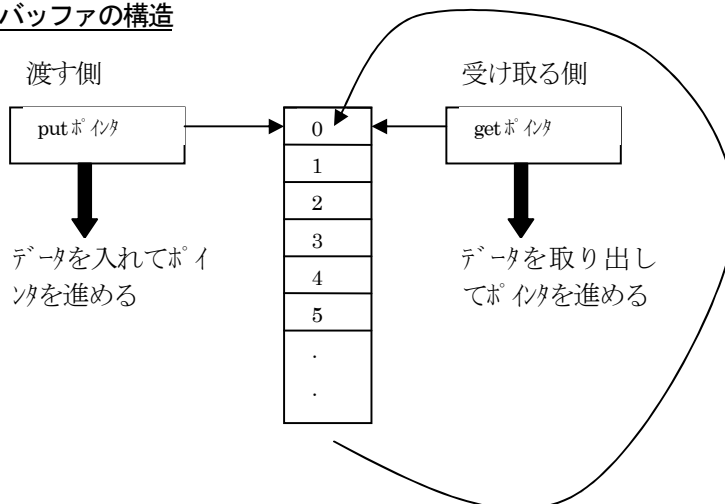 バッファの構造
渡す側
受け取る側
putポインタ
getポインタ
0
1
2
3
4
5
.
.
データを入れてポイ
ンタを進める
データを取り出し
てポインタを進める